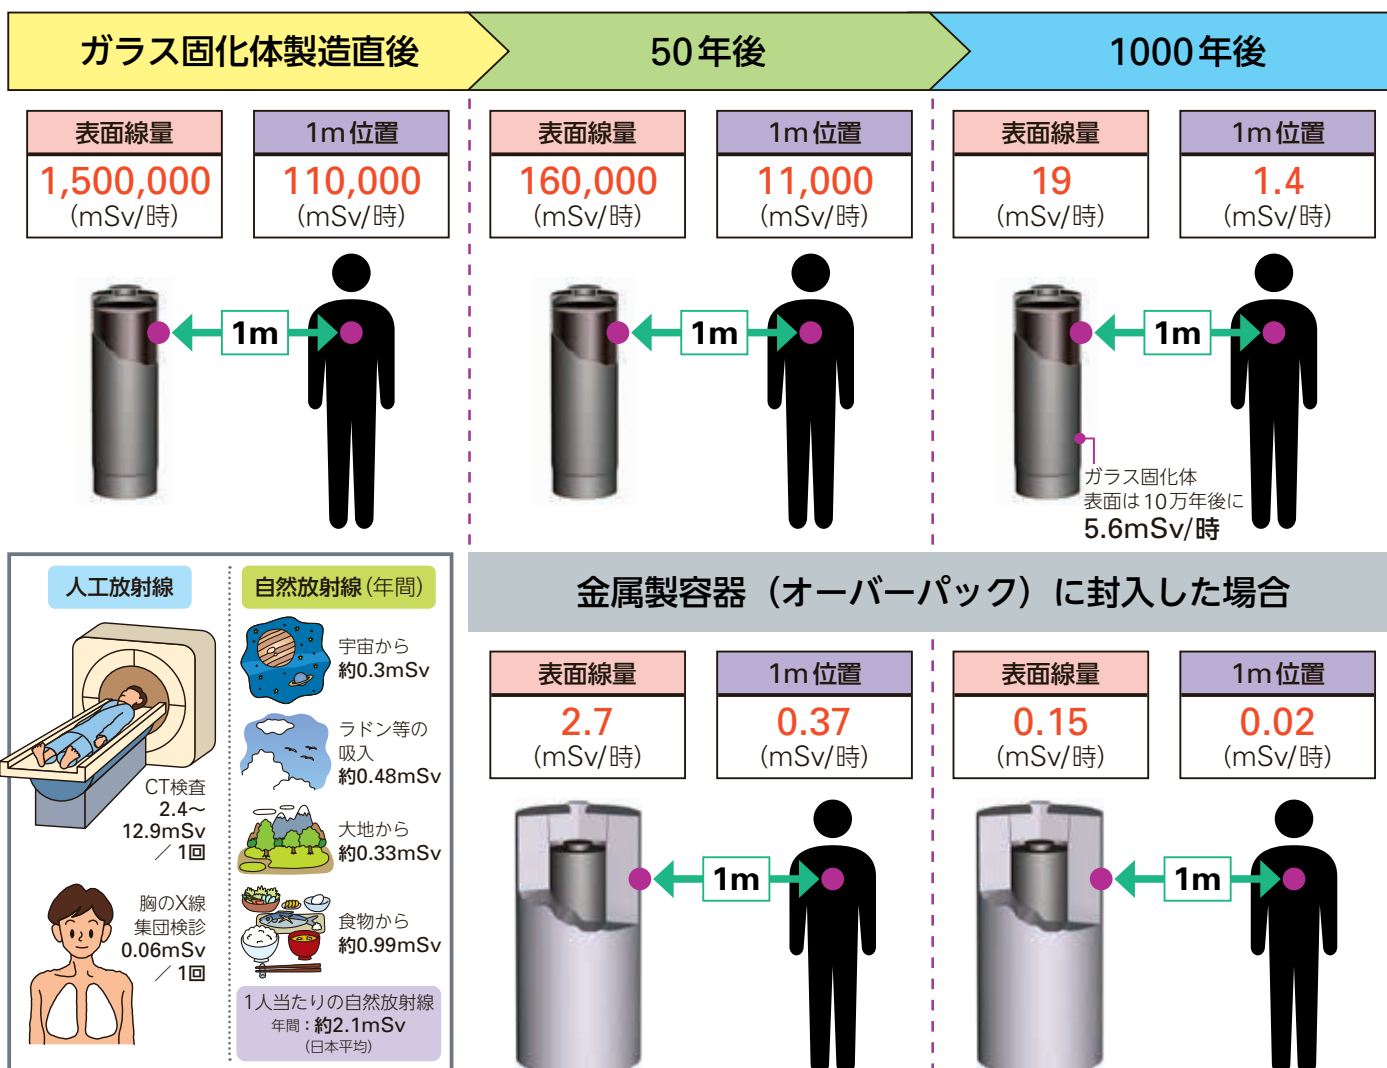 ガラス固化体製造直後
50年後
1000年後
表面線量
1,500,000
(mSv/時)
1m位置
110,000
(mSv/時)
表面線量
160,000
(mSv/時)
1m位置
11,000
(mSv/時)
表面線量
19
(mSv/時)
1m位置
1.4
(mSv/時)
1m
1m
1m
ガラス固化体
表面は10万年後に
5.6mSv/時
人工放射線
CT検査
2.4〜
12.9mSv
／1回
胸のX線
集団検診
0.06mSv
／1回
自然放射線(年間)
宇宙から
約0.3mSv
ラドン等の
吸入
約0.48mSv
大地から
約0.33mSv
食物から
約0.99mSv
1人当たりの自然放射線
年間：約2.1mSv
(日本平均)
金属製容器（オーバーパック）に封入した場合
表面線量
2.7
(mSv/時)
1m位置
0.37
(mSv/時)
表面線量
0.15
(mSv/時)
1m位置
0.02
(mSv/時)
1m
1m